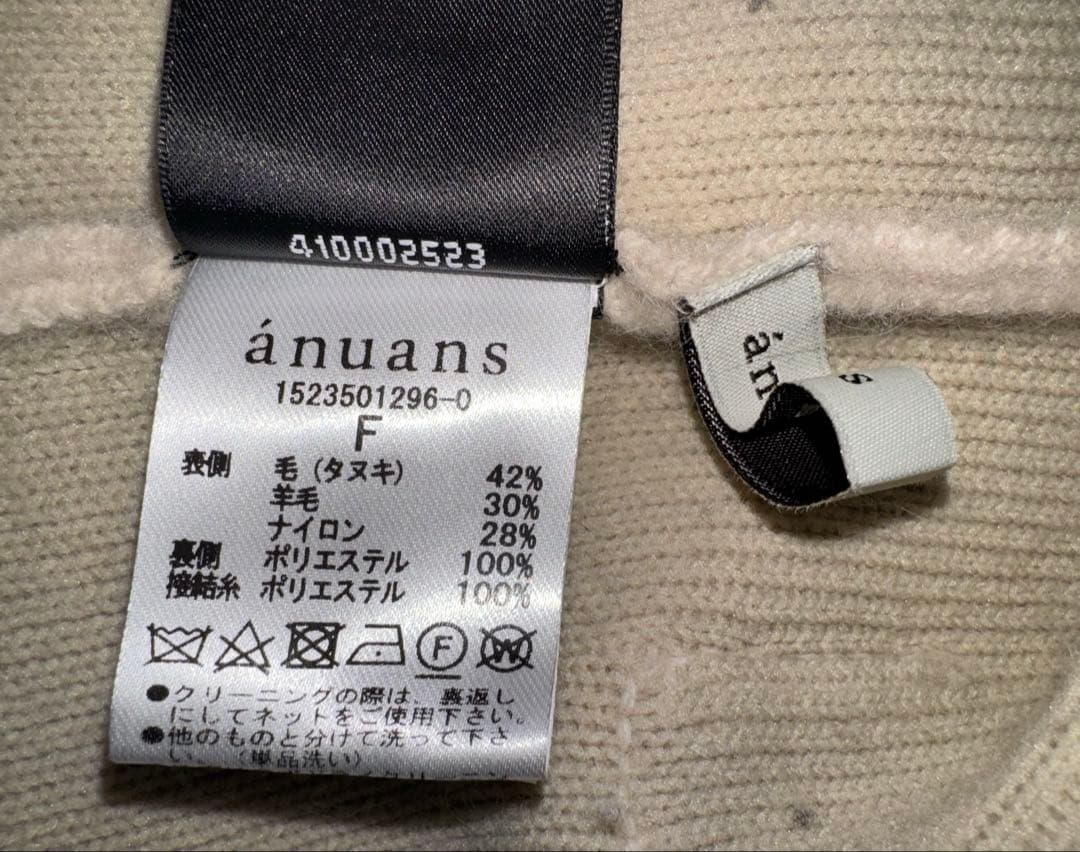 410002523
ánuans
1523501296-0
F
表側 毛 (タヌキ) 42%
羊毛 30%
ナイロン 28%
裏側 ポリエステル 100%
接結糸 ポリエステル 100%
F
W
●クリーニングの際は、裏返し
にしてネットをご使用下さい。
●他のものと分けて洗って下さ
い。(単品洗い)
án
s